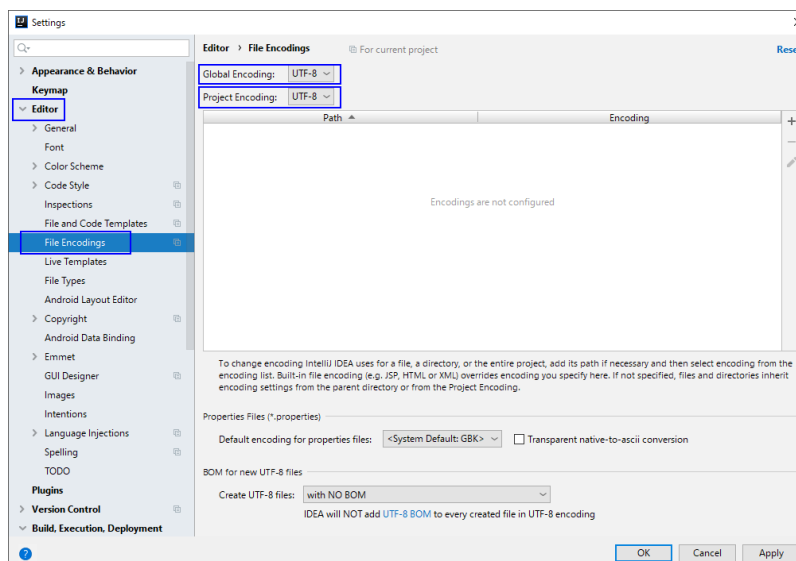 Settings
Editor › File Encodings
For current project
Rese
Appearance & Behavior
Keymap
Editor
General
Font
Color Scheme
Code Style
Inspections
File and Code Templates
File Encodings
Live Templates
File Types
Android Layout Editor
Copyright
Android Data Binding
Emmet
GUI Designer
Images
Intentions
Language Injections
Spelling
TODO
Plugins
Version Control
Build, Execution, Deployment
Global Encoding: UTF-8
Project Encoding: UTF-8
Path Encoding
Encodings are not configured
To change encoding IntelliJ IDEA uses for a file, a directory, or the entire project, add its path if necessary and then select encoding from the
encoding list. Built-in file encoding (e.g. JSP, HTML or XML) overrides encoding you specify here. If not specified, files and directories inherit
encoding settings from the parent directory or from the Project Encoding.
Properties Files (*.properties)
Default encoding for properties files: <System Default: GBK> Transparent native-to-ascii conversion
BOM for new UTF-8 files
Create UTF-8 files: with NO BOM
IDEA will NOT add UTF-8 BOM to every created file in UTF-8 encoding
? OK Cancel Apply